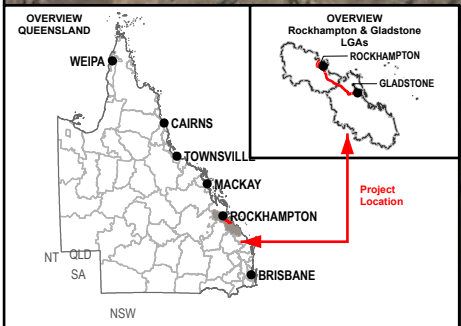 OVERVIEW
QUEENSLAND
WEIPA
CAIRNS
TOWNSVILLE
MACKAY
ROCKHAMPTON
BRISBANE
NT
QLD
SA
NSW
OVERVIEW
Rockhampton & Gladstone
LGAs
ROCKHAMPTON
GLADSTONE
Project
Location